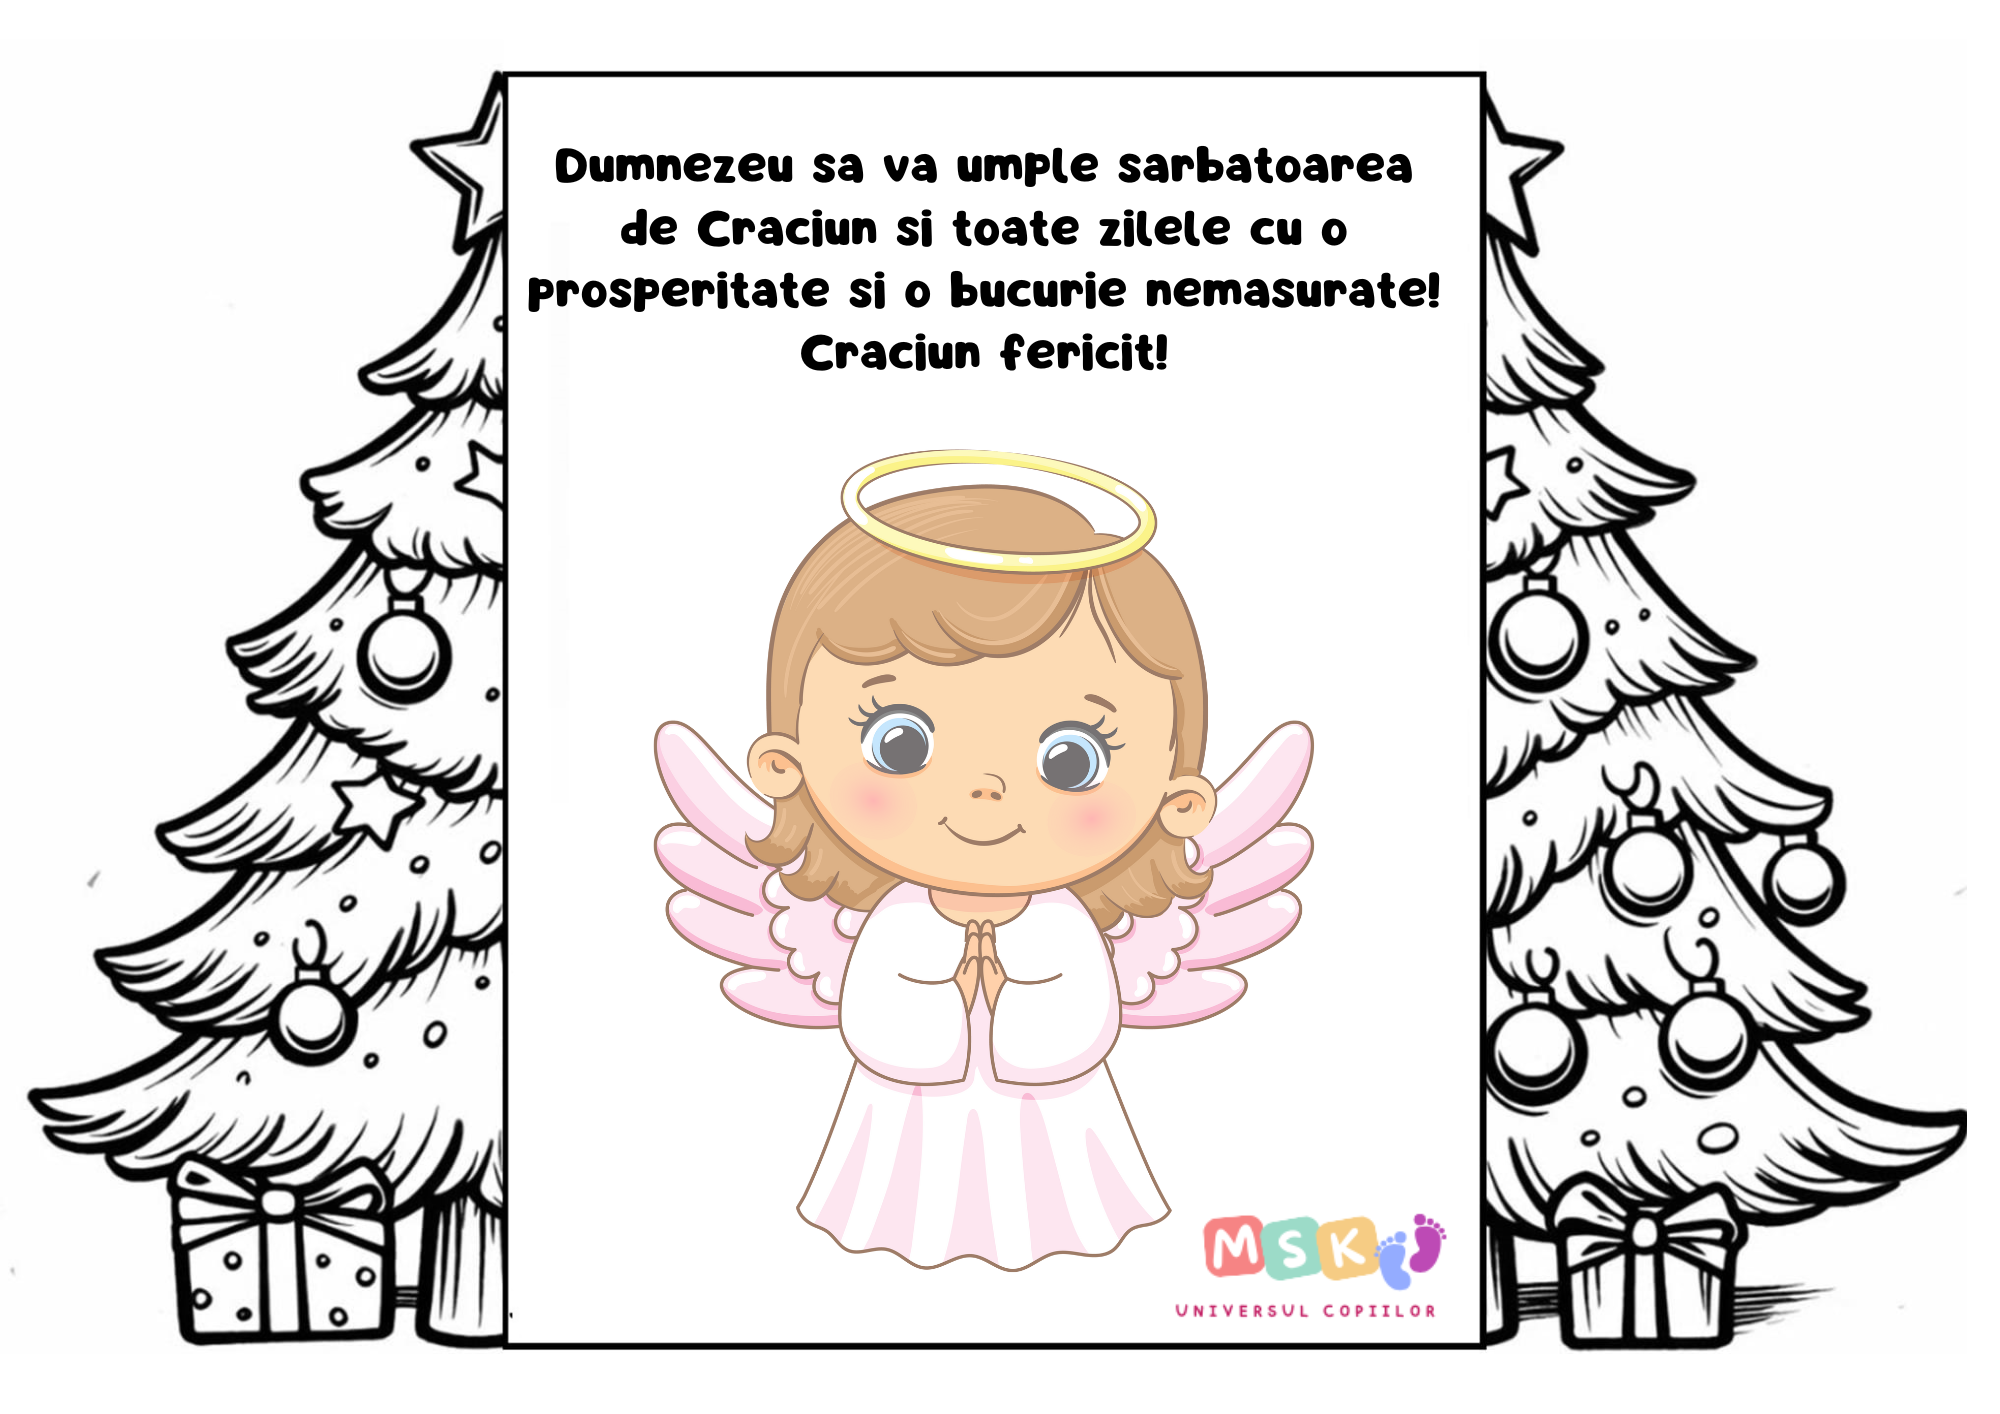 Dumnezeu sa va umple sarbatoarea
de Craciun si toate zilele cu o
prosperitate si o bucurie nemasurate!
Craciun fericit!
MSK
UNIVERSUL COPIILOR